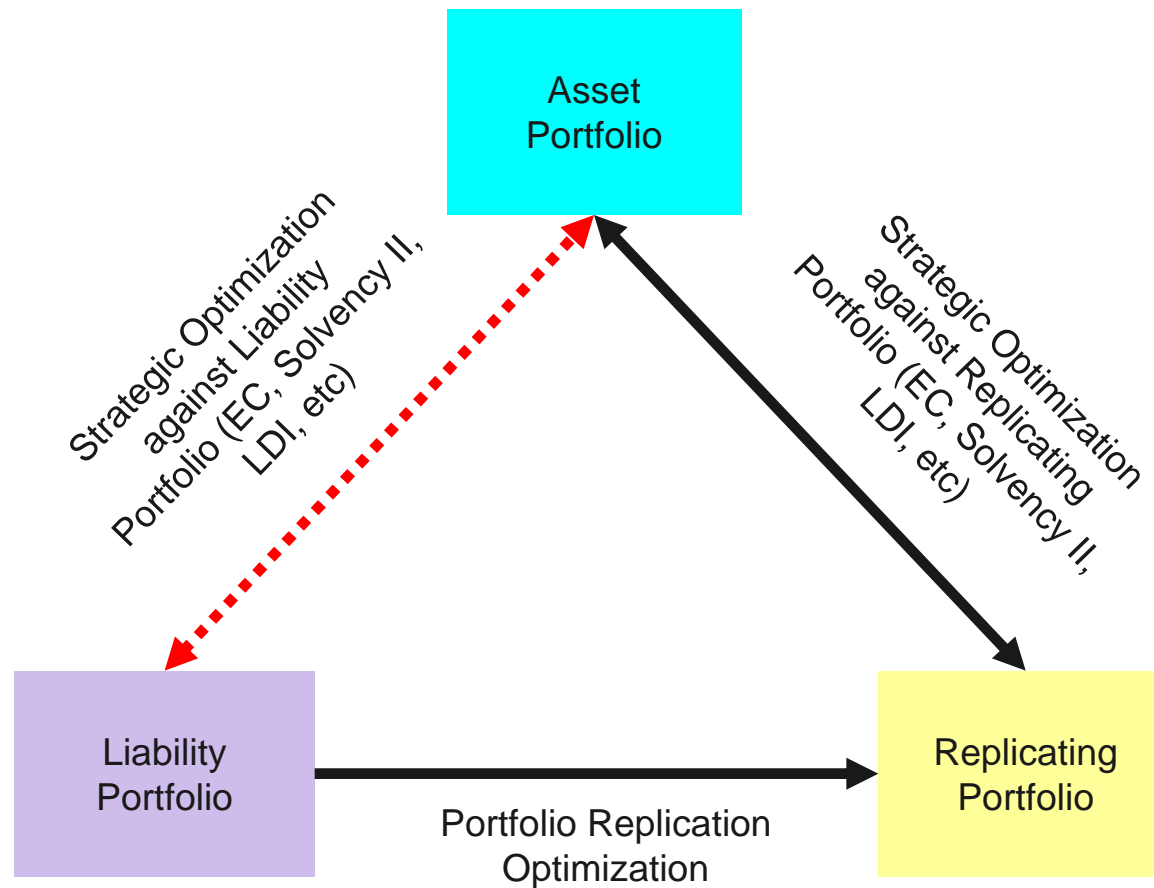 Asset
Portfolio
Strategic Optimization
against Liability
Portfolio (EC, Solvency II,
LDI, etc)
Strategic Optimization
against Replicating
Portfolio (EC, Solvency II,
LDI, etc)
Liability
Portfolio
Replicating
Portfolio
Portfolio Replication
Optimization